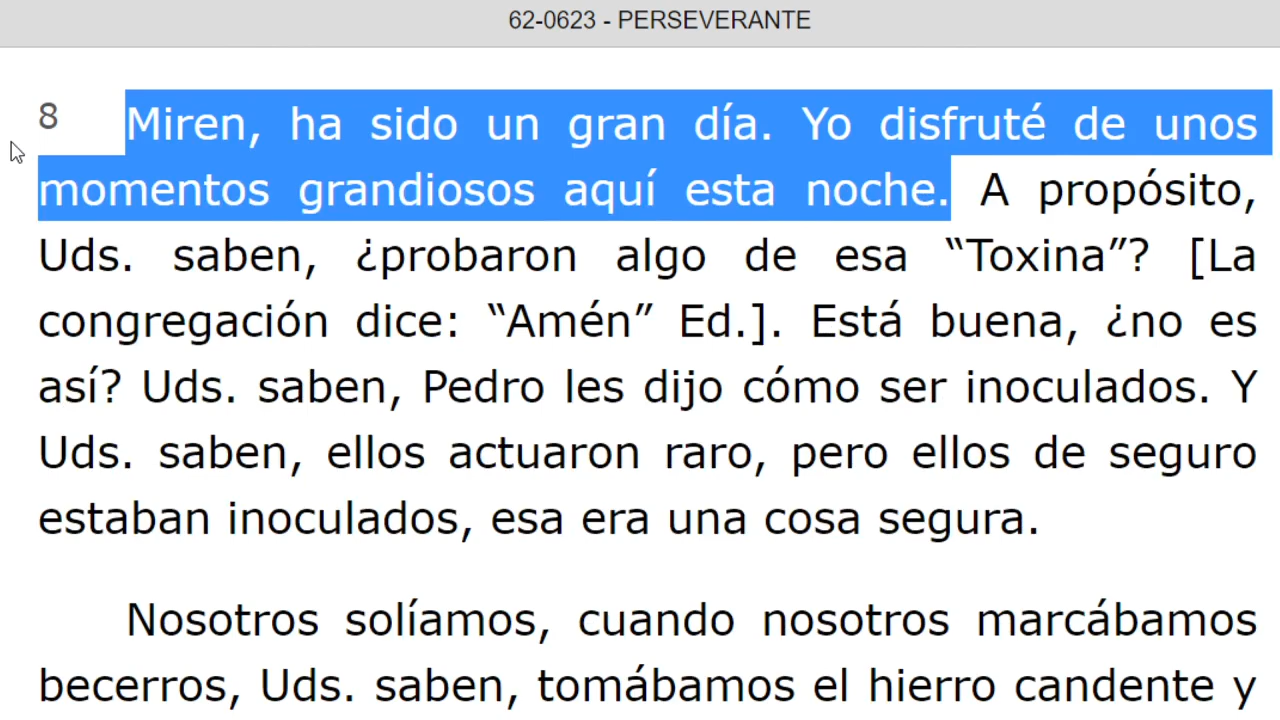 62-0623 - PERSEVERANTE
8 Miren, ha sido un gran día. Yo disfruté de unos
momentos grandiosos aquí esta noche. A propósito,
Uds. saben, ¿probaron algo de esa “Toxina”? [La
congregación dice: “Amén” Ed.]. Está buena, ¿no es
así? Uds. saben, Pedro les dijo cómo ser inoculados. Y
Uds. saben, ellos actuaron raro, pero ellos de seguro
estaban inoculados, esa era una cosa segura.
Nosotros solíamos, cuando nosotros marcábamos
becerros, Uds. saben, tomábamos el hierro candente y